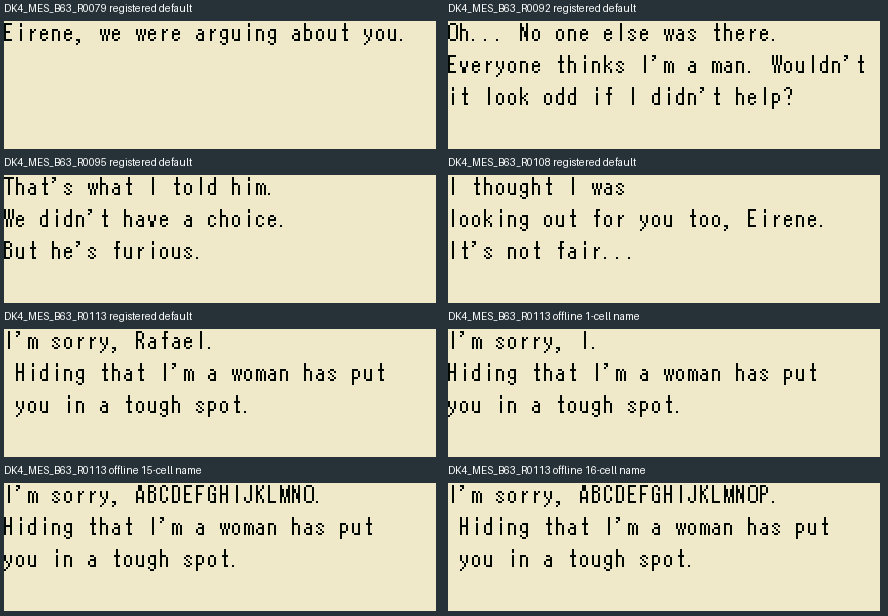 DK4_MES_B63_R0079 registered default
Eirene, we were arguing about you.
DK4_MES_B63_R0092 registered default
Oh... No one else was there.
Everyone thinks I'm a man. Wouldn't
it look odd if I didn't help?
DK4_MES_B63_R0095 registered default
That's what I told him.
We didn't have a choice.
But he's furious.
DK4_MES_B63_R0108 registered default
I thought I was
looking out for you too, Eirene.
It's not fair...
DK4_MES_B63_R0113 registered default
I'm sorry, Rafael.
Hiding that I'm a woman has put
you in a tough spot.
DK4_MES_B63_R0113 offline 1-cell name
I'm sorry, I.
Hiding that I'm a woman has put
you in a tough spot.
DK4_MES_B63_R0113 offline 15-cell name
I'm sorry, ABCDEFGHIJKLMNO.
Hiding that I'm a woman has put
you in a tough spot.
DK4_MES_B63_R0113 offline 16-cell name
I'm sorry, ABCDEFGHIJKLMNOP.
Hiding that I'm a woman has put
you in a tough spot.